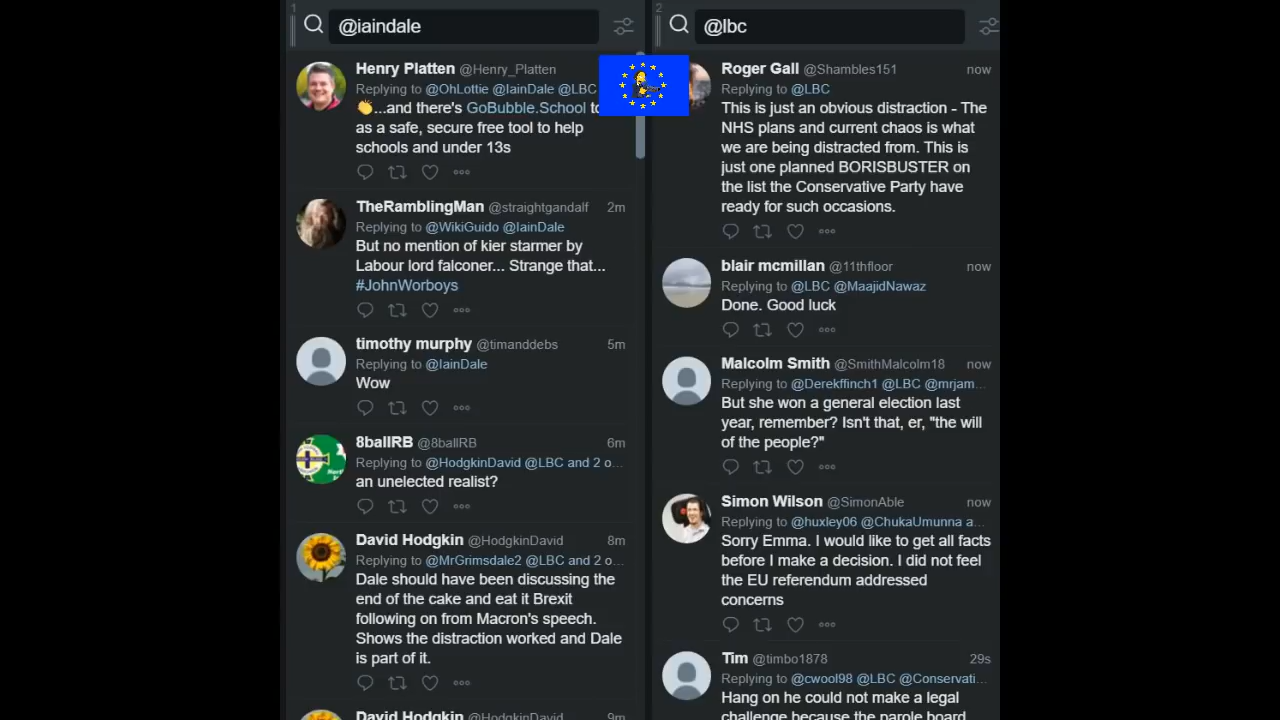 1
@iaindale
Henry Platten @Henry_Platten
Replying to @OhLottie @IainDale @LBC
👏...and there's GoBubble.School to
as a safe, secure free tool to help
schools and under 13s
TheRamblingMan @straightgandalf 2m
Replying to @WikiGuido @IainDale
But no mention of kier starmer by
Labour lord falconer... Strange that...
#JohnWorboys
timothy murphy @timanddebs 5m
Replying to @IainDale
Wow
8ballRB @8ballRB 6m
Replying to @HodgkinDavid @LBC and 2 o...
an unelected realist?
David Hodgkin @HodgkinDavid 8m
Replying to @MrGrimsdale2 @LBC and 2 o...
Dale should have been discussing the
end of the cake and eat it Brexit
following on from Macron's speech.
Shows the distraction worked and Dale
is part of it.
David Hodgkin @HodgkinDavid 9m
2
@lbc
Roger Gall @Shambles151 now
Replying to @LBC
This is just an obvious distraction - The
NHS plans and current chaos is what
we are being distracted from. This is
just one planned BORISBUSTER on
the list the Conservative Party have
ready for such occasions.
blair mcmillan @11thfloor now
Replying to @LBC @MaajidNawaz
Done. Good luck
Malcolm Smith @SmithMalcolm18 now
Replying to @Derekffinch1 @LBC @mrjam...
But she won a general election last
year, remember? Isn't that, er, "the will
of the people?"
Simon Wilson @SimonAble now
Replying to @huxley06 @ChukaUmunna a...
Sorry Emma. I would like to get all facts
before I make a decision. I did not feel
the EU referendum addressed
concerns
Tim @timbo1878 29s
Replying to @cwool98 @LBC @Conservati...
Hang on he could not make a legal
challenge because the parole board